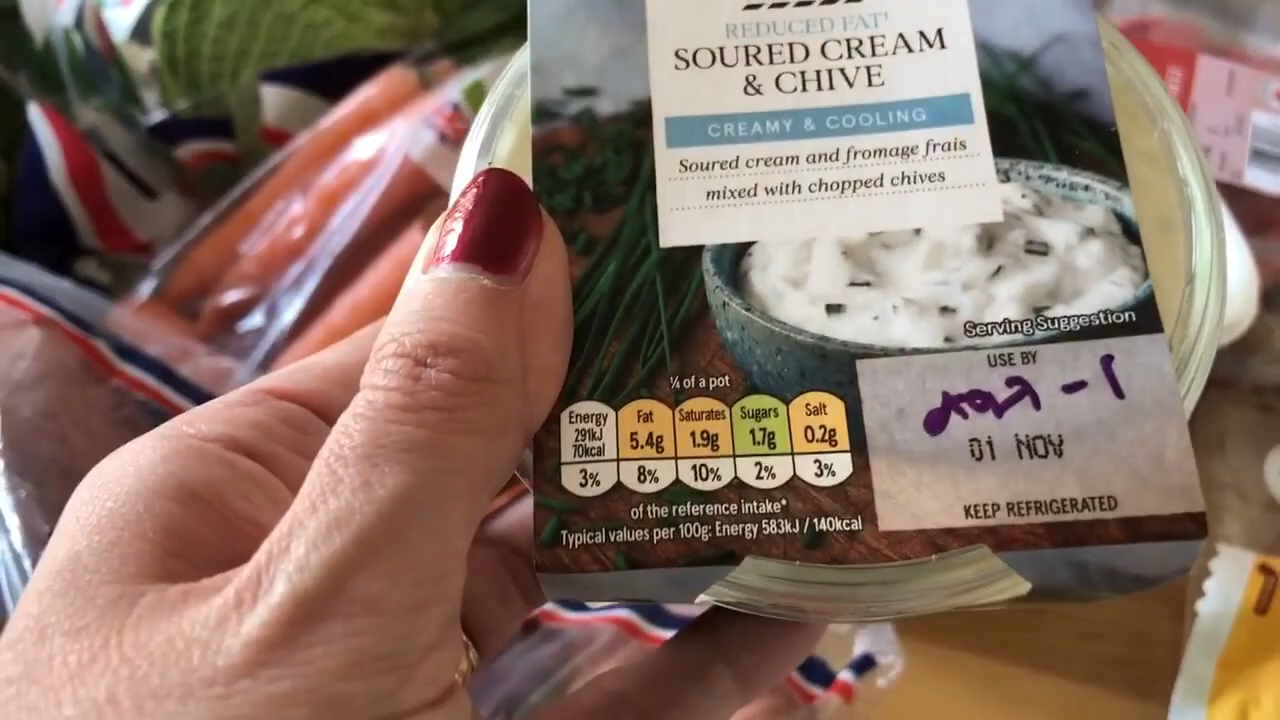 REDUCED FAT†
SOURED CREAM
& CHIVE
CREAMY & COOLING
Soured cream and fromage frais
mixed with chopped chives
Serving Suggestion
¼ of a pot
Energy 291kJ 70kcal 3%
Fat 5.4g 8%
Saturates 1.9g 10%
Sugars 1.7g 2%
Salt 0.2g 3%
of the reference intake*
Typical values per 100g: Energy 583kJ / 140kcal
USE BY
01 NOV
KEEP REFRIGERATED